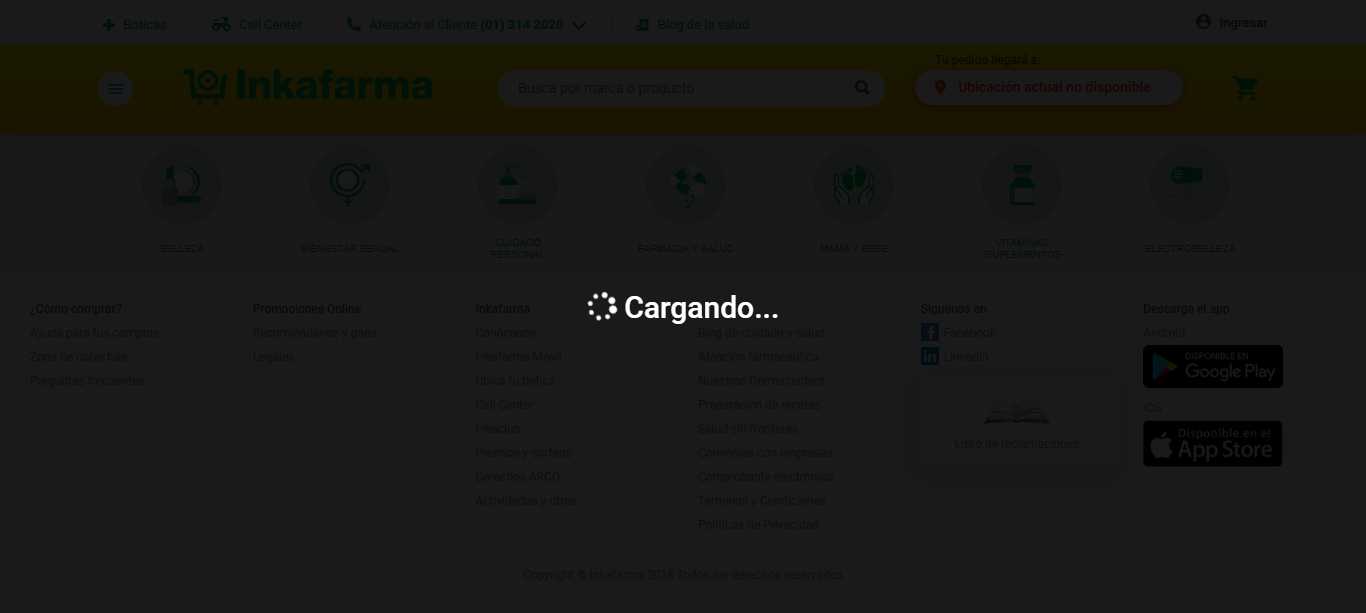 Boticas
Call Center
Atención al Cliente (01) 314 2020
Blog de la salud
Ingresar
Inkafarma
Busca por marca o producto
Tu pedido llegará a:
Ubicación actual no disponible
BELLEZA
BIENESTAR SEXUAL
CUIDADO
PERSONAL
FARMACIA Y SALUD
MAMÁ Y BEBÉ
VITAMINAS
/SUPLEMENTOS
ELECTROBELLEZA
Cargando...
¿Cómo comprar?
Ayuda para tus compras
Zona de cobertura
Preguntas frecuentes
Promociones Online
Recomiendanos y gana
Legales
Inkafarma
Conócenos
Inkafarma Móvil
Ubica tu botica
Call Center
Inkaclub
Premios y sorteos
Derechos ARCO
Actividades y otros
Blog de cuidado y salud
Atención farmacéutica
Nuestros Dermacenters
Preparación de recetas
Salud sin fronteras
Convenios con empresas
Comprobante electrónico
Términos y Condiciones
Políticas de Privacidad
Síguenos en
Facebook
LinkedIn
Libro de reclamaciones
Descarga el app
Android
DISPONIBLE EN
Google Play
iOS
Disponible en el
App Store
Copyright © Inkafarma 2018 Todos los derechos reservados